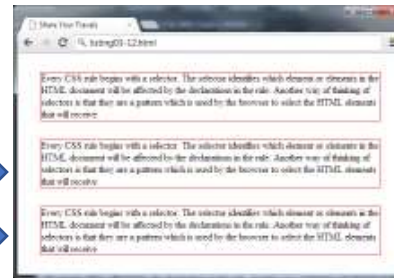 Share Your Travels
listing03-12.html
Every CSS rule begins with a selector. The selector identifies which element or elements in the
HTML document will be affected by the declarations in the rule. Another way of thinking of
selectors is that they are a pattern which is used by the browser to select the HTML elements
that will receive
Every CSS rule begins with a selector. The selector identifies which element or elements in the
HTML document will be affected by the declarations in the rule. Another way of thinking of
selectors is that they are a pattern which is used by the browser to select the HTML elements
that will receive
Every CSS rule begins with a selector. The selector identifies which element or elements in the
HTML document will be affected by the declarations in the rule. Another way of thinking of
selectors is that they are a pattern which is used by the browser to select the HTML elements
that will receive